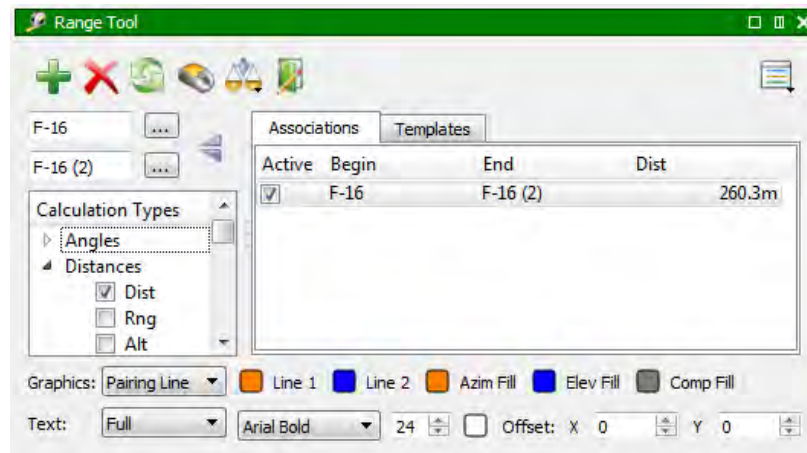 Range Tool
F-16 ...
F-16 (2) ...
Calculation Types
Angles
Distances
Dist
Rng
Alt
Associations Templates
Active Begin End Dist
F-16 F-16 (2) 260.3m
Graphics: Pairing Line Line 1 Line 2 Azim Fill Elev Fill Comp Fill
Text: Full Arial Bold 24 Offset: X 0 Y 0